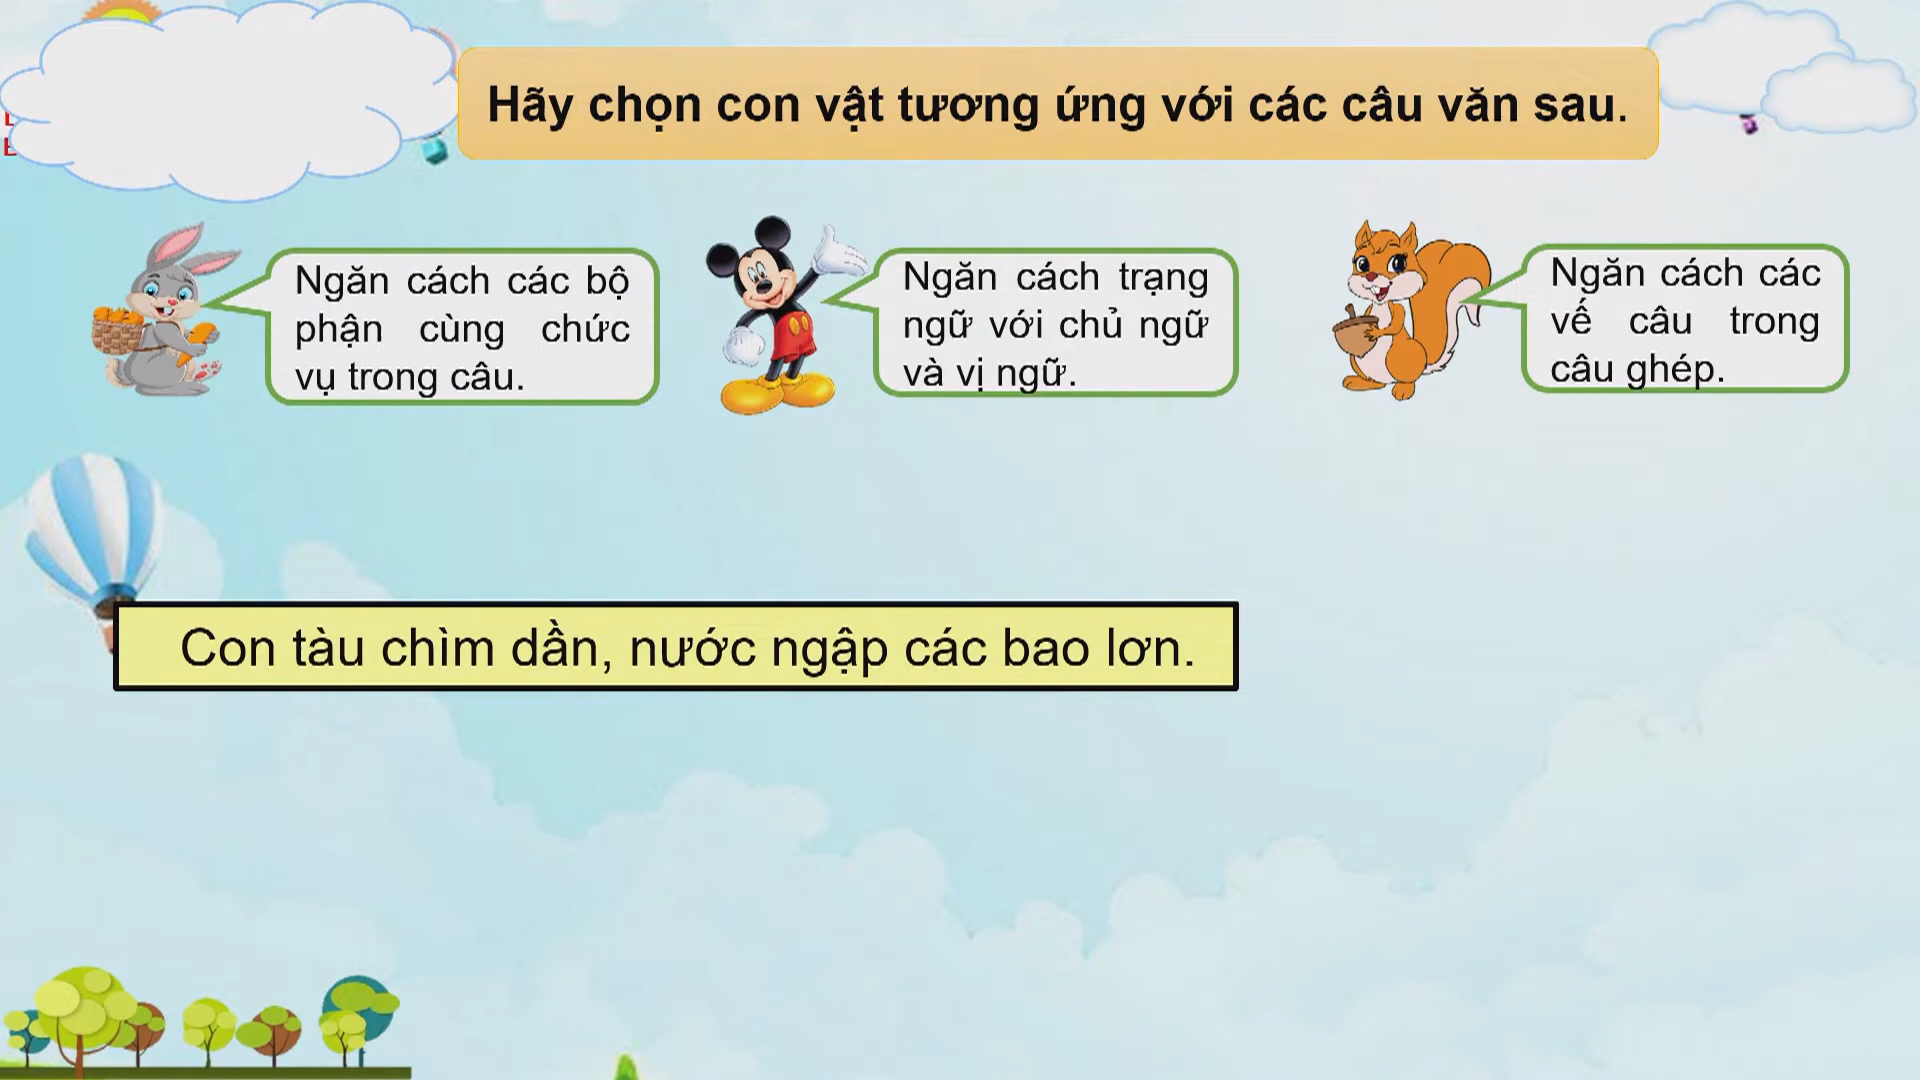 Hãy chọn con vật tương ứng với các câu văn sau.
Ngăn cách các bộ
phận cùng chức
vụ trong câu.
Ngăn cách trạng
ngữ với chủ ngữ
và vị ngữ.
Ngăn cách các
vế câu trong
câu ghép.
Con tàu chìm dần, nước ngập các bao lơn.